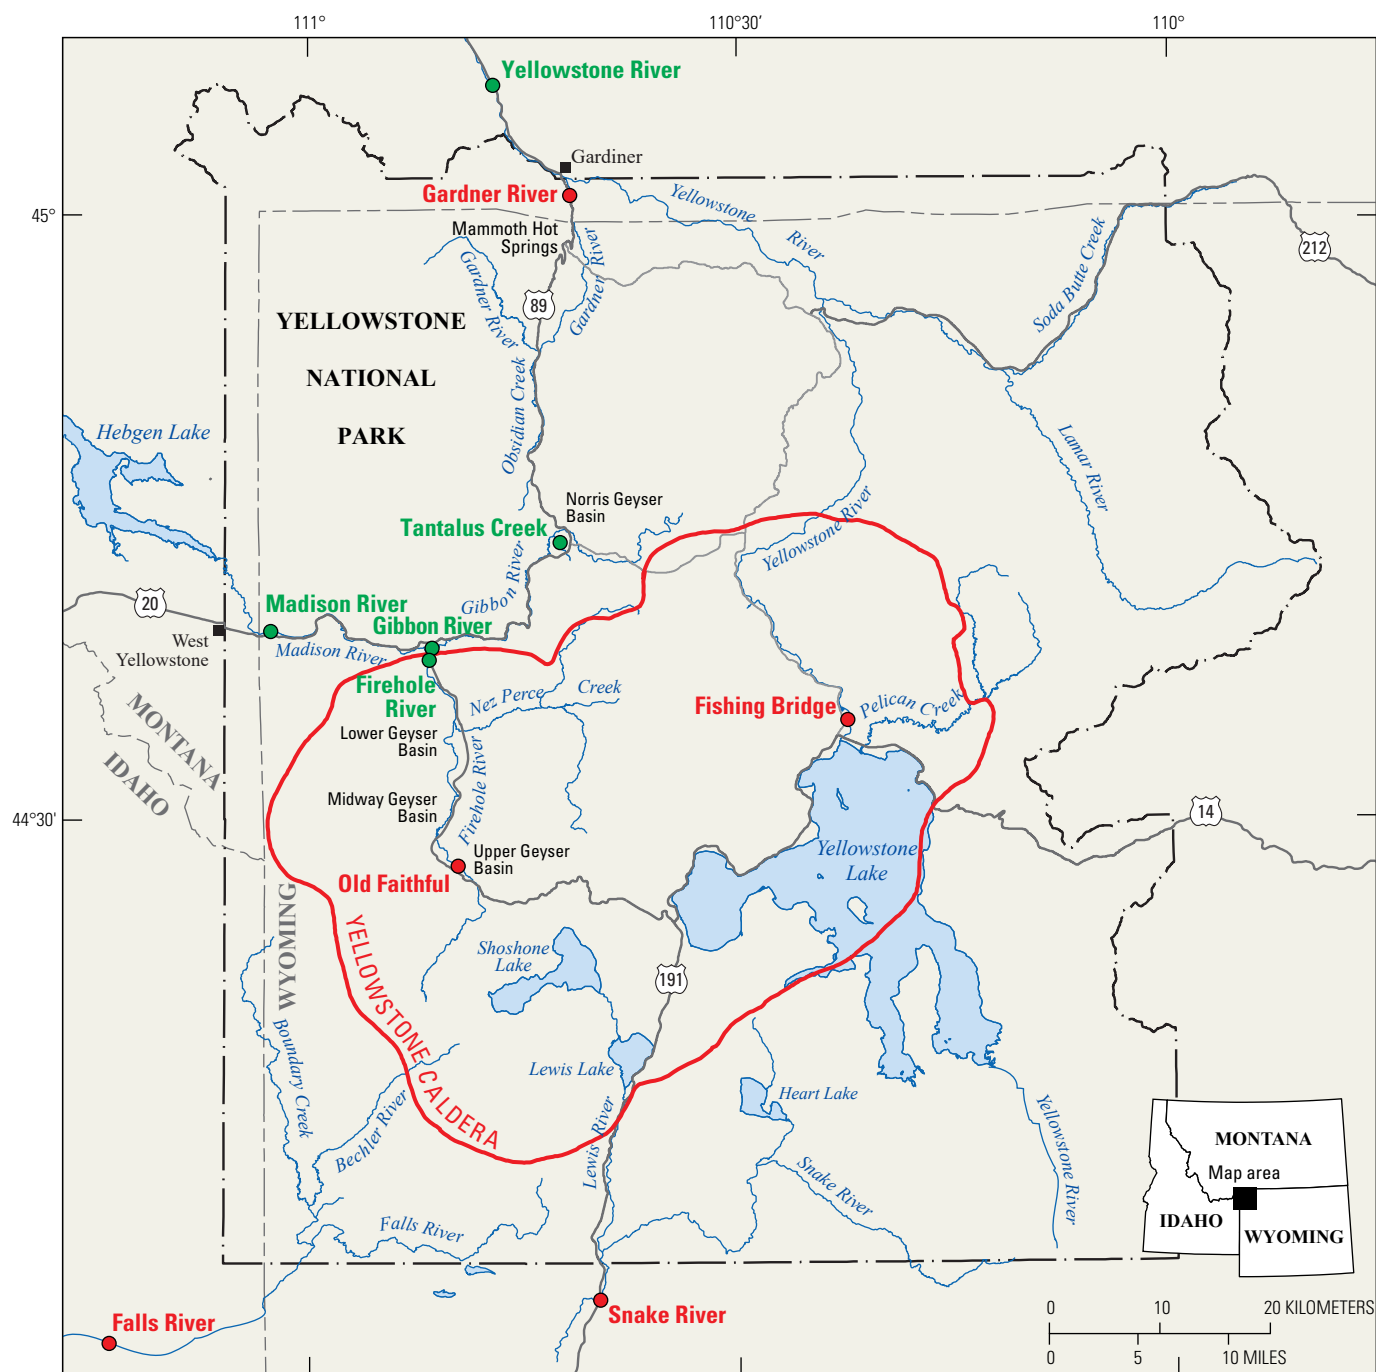 111°
110°30'
110°
Yellowstone River
Gardiner
Gardner River
Yellowstone
River
45°
Mammoth Hot
Springs
Gardner River
Gardner River
89
212
Soda Butte Creek
YELLOWSTONE
NATIONAL
PARK
Obsidian Creek
Hebgen Lake
Lamar River
Norris Geyser
Basin
Tantalus Creek
Yellowstone River
Gibbon River
20
Madison River
Gibbon River
West
Yellowstone
Madison River
Firehole
River
Nez Perce
Creek
Fishing Bridge
Pelican Creek
MONTANA
IDAHO
Lower Geyser
Basin
Midway Geyser
Basin
Firehole River
44°30'
14
Upper Geyser
Basin
Yellowstone
Lake
Old Faithful
WYOMING
YELLOWSTONE CALDERA
Shoshone
Lake
191
Boundary Creek
Lewis Lake
Heart Lake
Bechler River
Lewis River
Yellowstone River
Snake River
Falls River
MONTANA
Map area
IDAHO
WYOMING
Falls River
Snake River
0
10
20 KILOMETERS
0
5
10 MILES